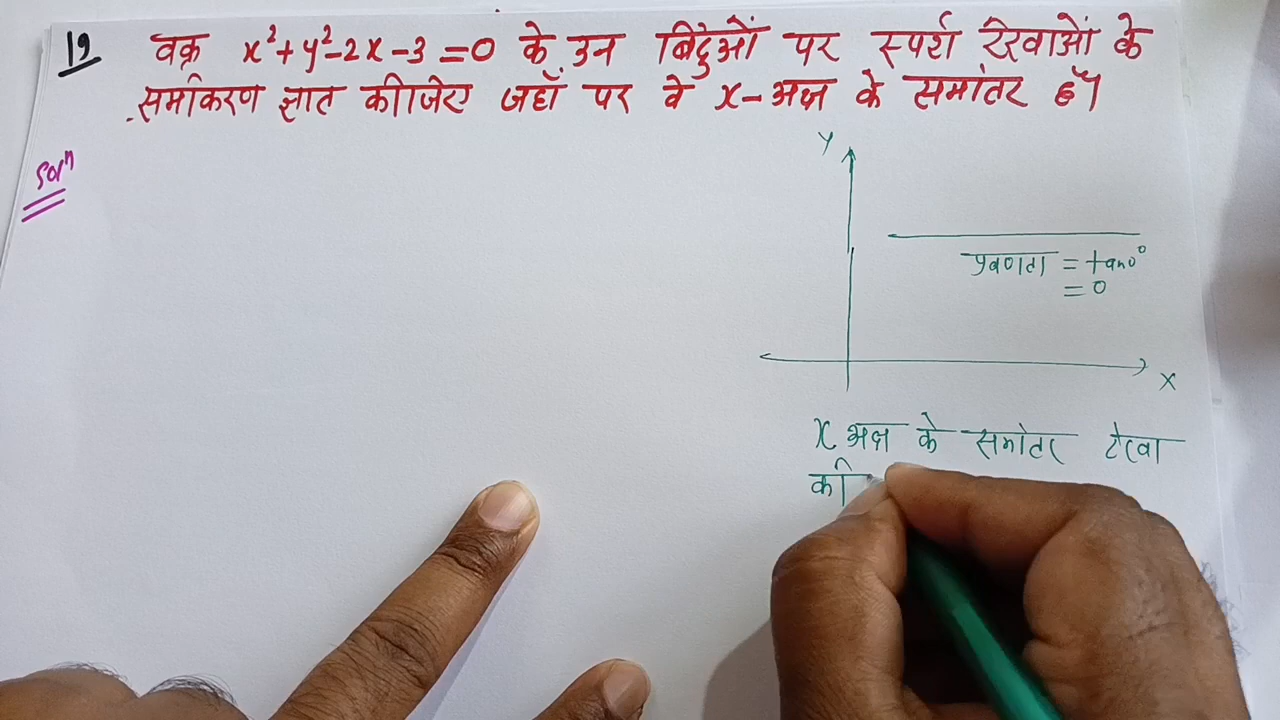 19 वक्र x²+y²-2x-3=0 के उन बिंदुओं पर स्पर्श रेखाओं के
समीकरण ज्ञात कीजिए जहाँ पर वे x-अक्ष के समांतर हैं।
Solⁿ
Y
प्रवणता = tan0°
= 0
X
x अक्ष के समांतर रेखा
की